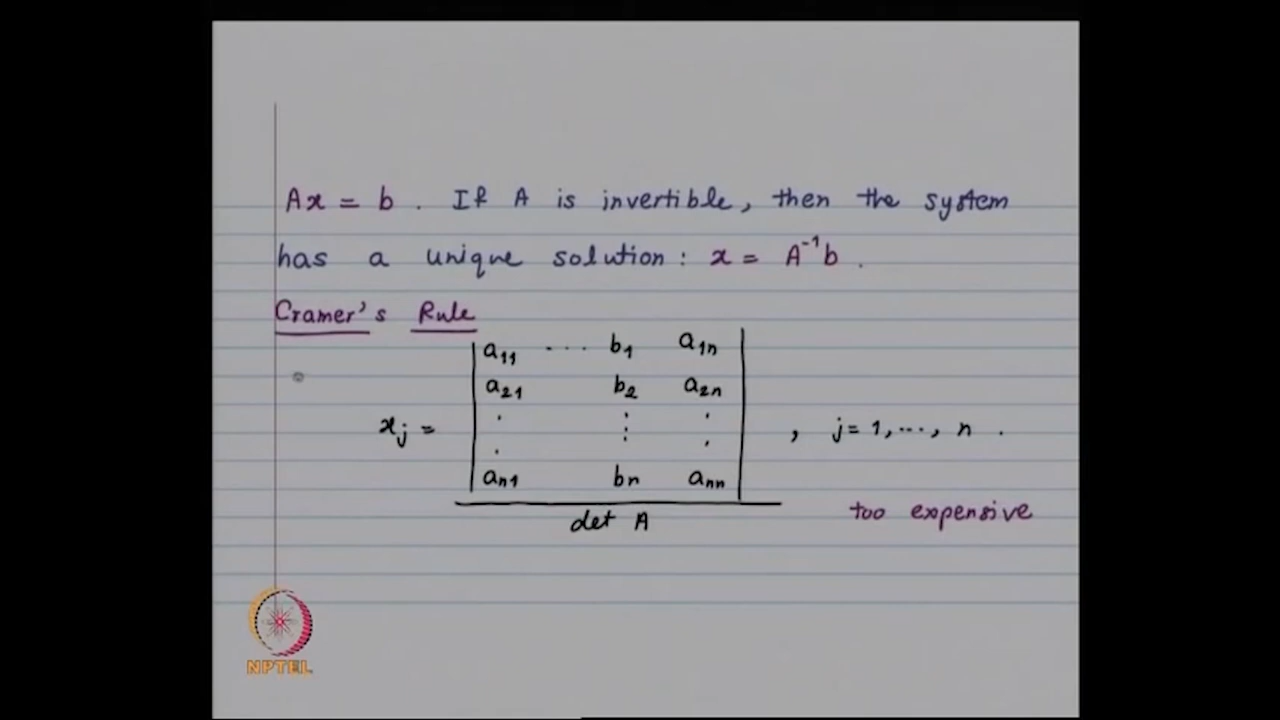 Ax = b . If A is invertible, then the system
has a unique solution : x = A⁻¹b .
Cramer's Rule
a₁₁ ... b₁ a₁ₙ
a₂₁ b₂ a₂ₙ
. : .
xⱼ = , j = 1, ..., n .
. : .
aₙ₁ bₙ aₙₙ
det A
too expensive
NPTEL